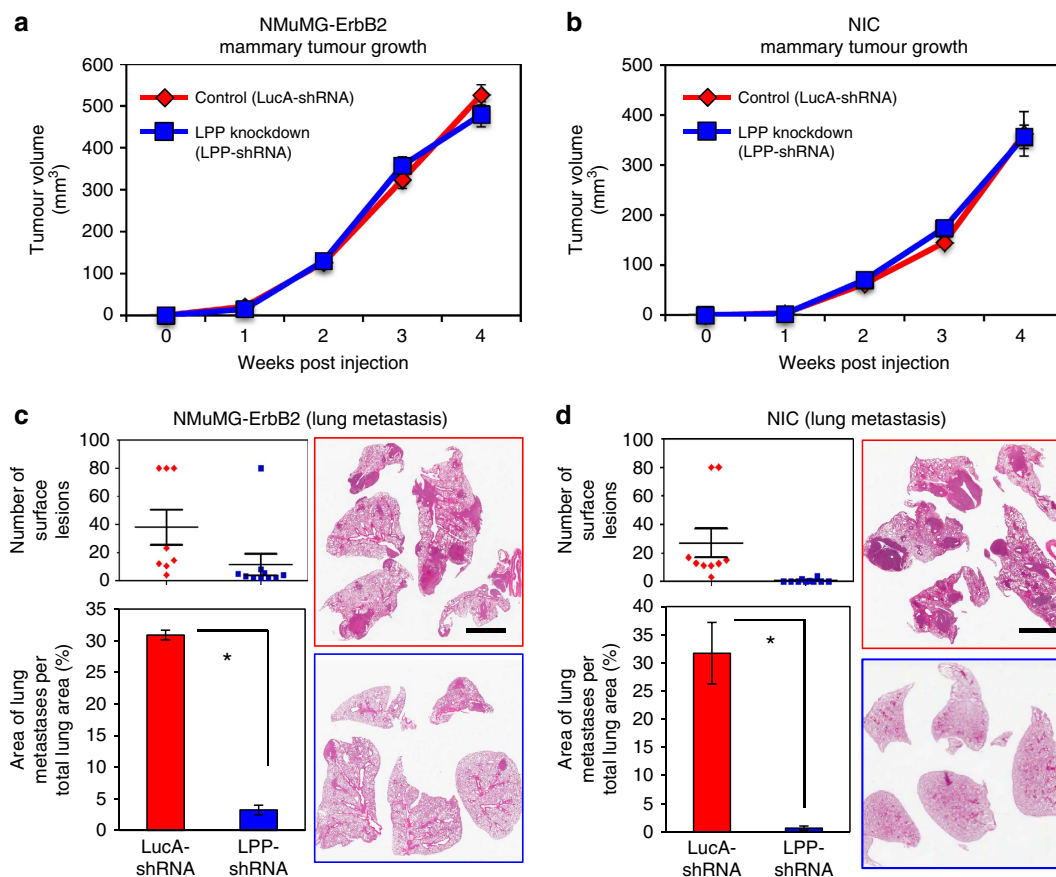 a
NMuMG-ErbB2
mammary tumour growth
Tumour volume
(mm³)
600
500
400
300
200
100
0
Control (LucA-shRNA)
LPP knockdown
(LPP-shRNA)
0 1 2 3 4
Weeks post injection
b
NIC
mammary tumour growth
Tumour volume
(mm³)
500
400
300
200
100
0
Control (LucA-shRNA)
LPP knockdown
(LPP-shRNA)
0 1 2 3 4
Weeks post injection
c
NMuMG-ErbB2 (lung metastasis)
Number of
surface
lesions
100
80
60
40
20
0
Area of lung
metastases per
total lung area (%)
35
30
25
20
15
10
5
0
*
LucA-
shRNA
LPP-
shRNA
d
NIC (lung metastasis)
Number of
surface
lesions
100
80
60
40
20
0
Area of lung
metastases per
total lung area (%)
40
35
30
25
20
15
10
5
0
*
LucA-
shRNA
LPP-
shRNA